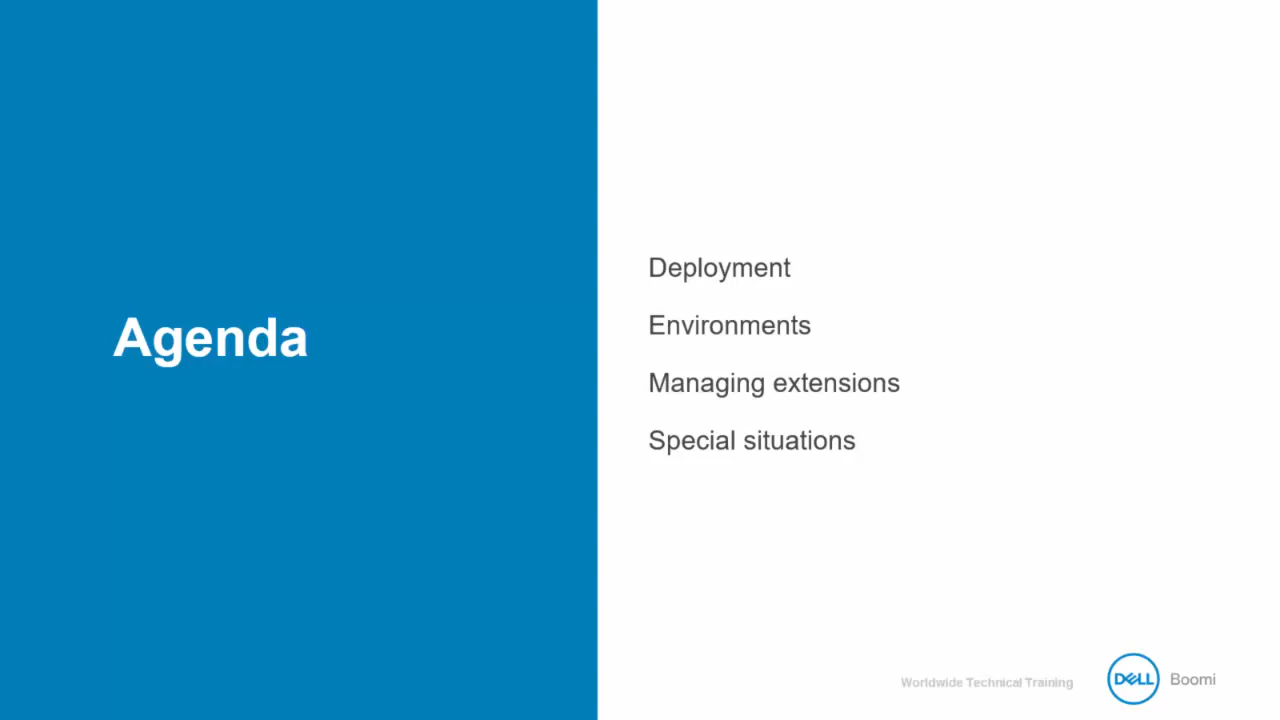 Agenda
Deployment
Environments
Managing extensions
Special situations
Worldwide Technical Training
DELL Boomi